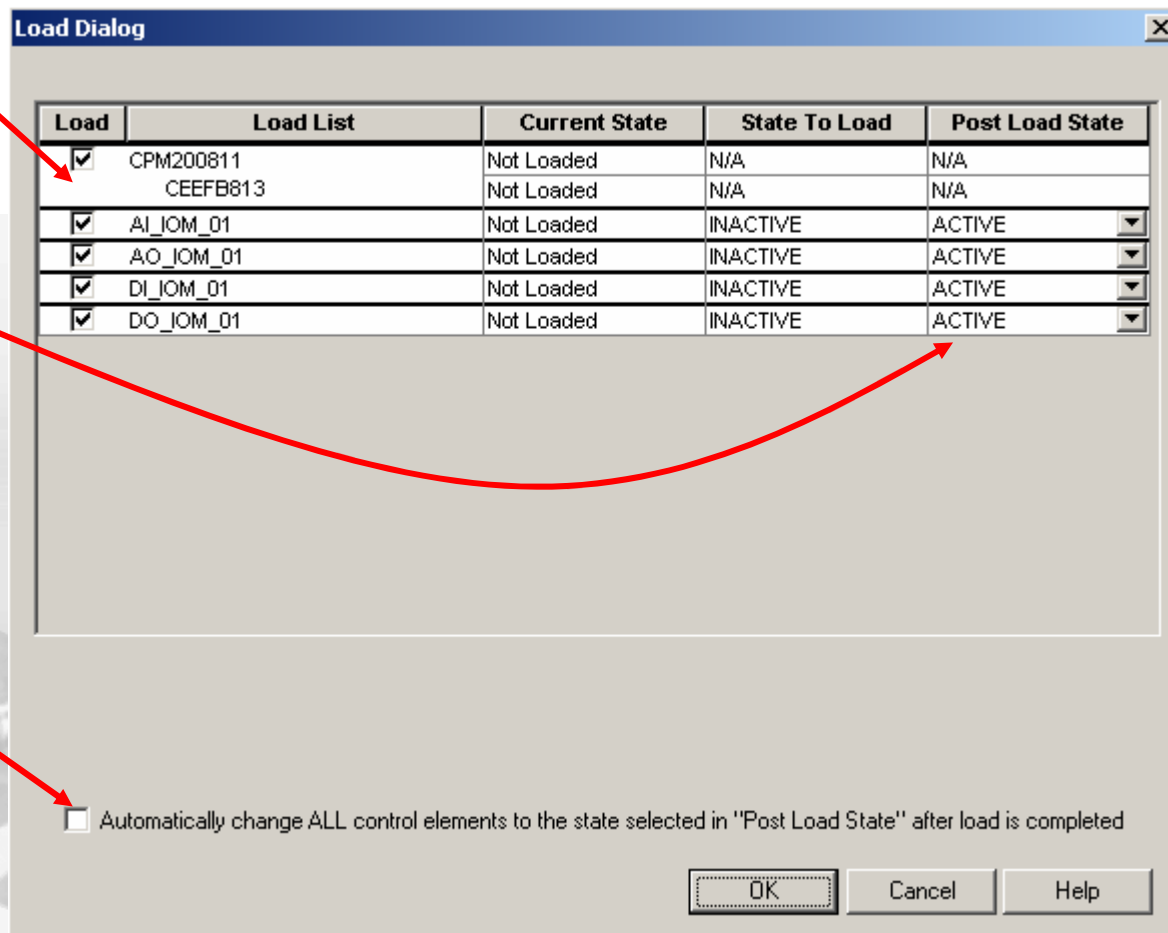 Load Dialog
Load Load List Current State State To Load Post Load State
CPM200811 Not Loaded N/A N/A
CEEFB813 Not Loaded N/A N/A
AI_IOM_01 Not Loaded INACTIVE ACTIVE
AO_IOM_01 Not Loaded INACTIVE ACTIVE
DI_IOM_01 Not Loaded INACTIVE ACTIVE
DO_IOM_01 Not Loaded INACTIVE ACTIVE
Automatically change ALL control elements to the state selected in "Post Load State" after load is completed
OK Cancel Help